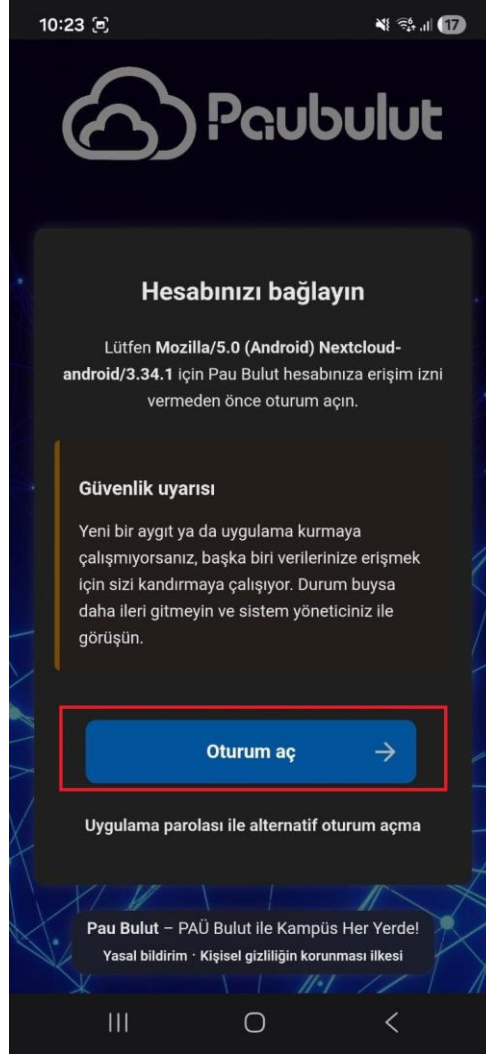 10:23
17
Paubulut
Hesabınızı bağlayın
Lütfen Mozilla/5.0 (Android) Nextcloud-
android/3.34.1 için Pau Bulut hesabınıza erişim izni
vermeden önce oturum açın.
Güvenlik uyarısı
Yeni bir aygıt ya da uygulama kurmaya
çalışmıyorsanız, başka biri verilerinize erişmek
için sizi kandırmaya çalışıyor. Durum buysa
daha ileri gitmeyin ve sistem yöneticiniz ile
görüşün.
Oturum aç
Uygulama parolası ile alternatif oturum açma
Pau Bulut – PAÜ Bulut ile Kampüs Her Yerde!
Yasal bildirim · Kişisel gizliliğin korunması ilkesi